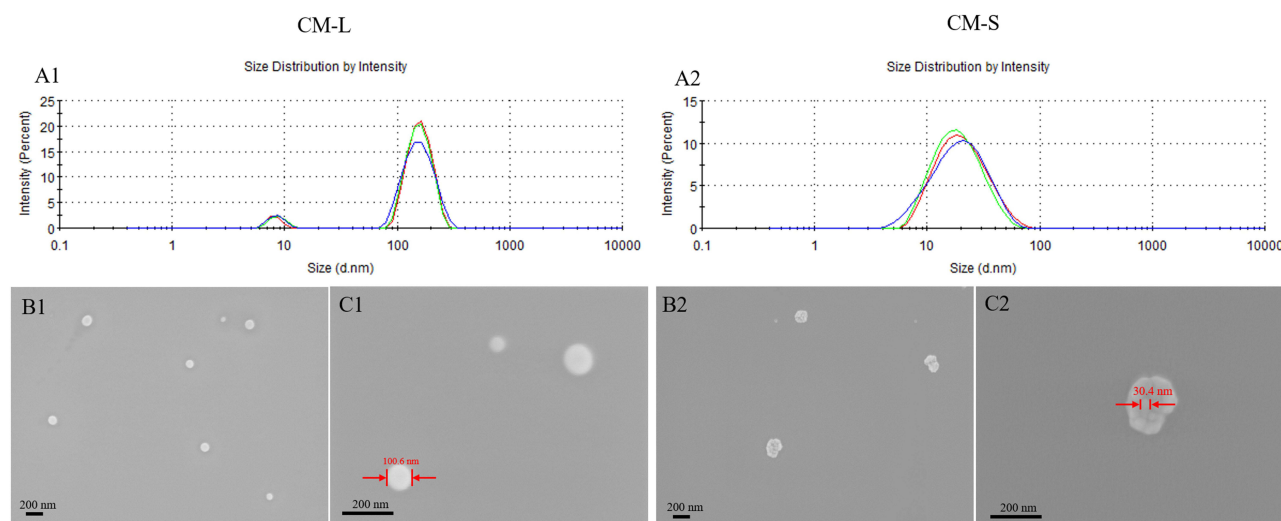 CM-L
CM-S
A1
Size Distribution by Intensity
Intensity (Percent)
25
20
15
10
5
0
0.1 1 10 100 1000 10000
Size (d.nm)
A2
Size Distribution by Intensity
Intensity (Percent)
15
10
5
0
0.1 1 10 100 1000 10000
Size (d.nm)
B1
200 nm
C1
100.6 nm
200 nm
B2
200 nm
C2
30.4 nm
200 nm